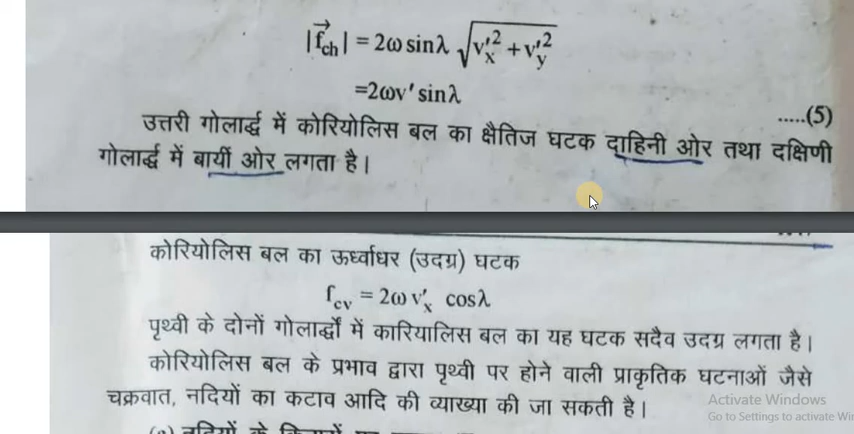 |f⃗ch| = 2ω sinλ √(v′x² + v′y²)
=2ωv′ sinλ
.....(5)
उत्तरी गोलार्द्ध में कोरियोलिस बल का क्षैतिज घटक दाहिनी ओर तथा दक्षिणी
गोलार्द्ध में बायीं ओर लगता है।
कोरियोलिस बल का ऊर्ध्वाधर (उदग्र) घटक
fcv = 2ω v′x cosλ
पृथ्वी के दोनों गोलार्द्धों में कारियालिस बल का यह घटक सदैव उदग्र लगता है।
कोरियोलिस बल के प्रभाव द्वारा पृथ्वी पर होने वाली प्राकृतिक घटनाओं जैसे
चक्रवात, नदियों का कटाव आदि की व्याख्या की जा सकती है।
Activate Windows
Go to Settings to activate